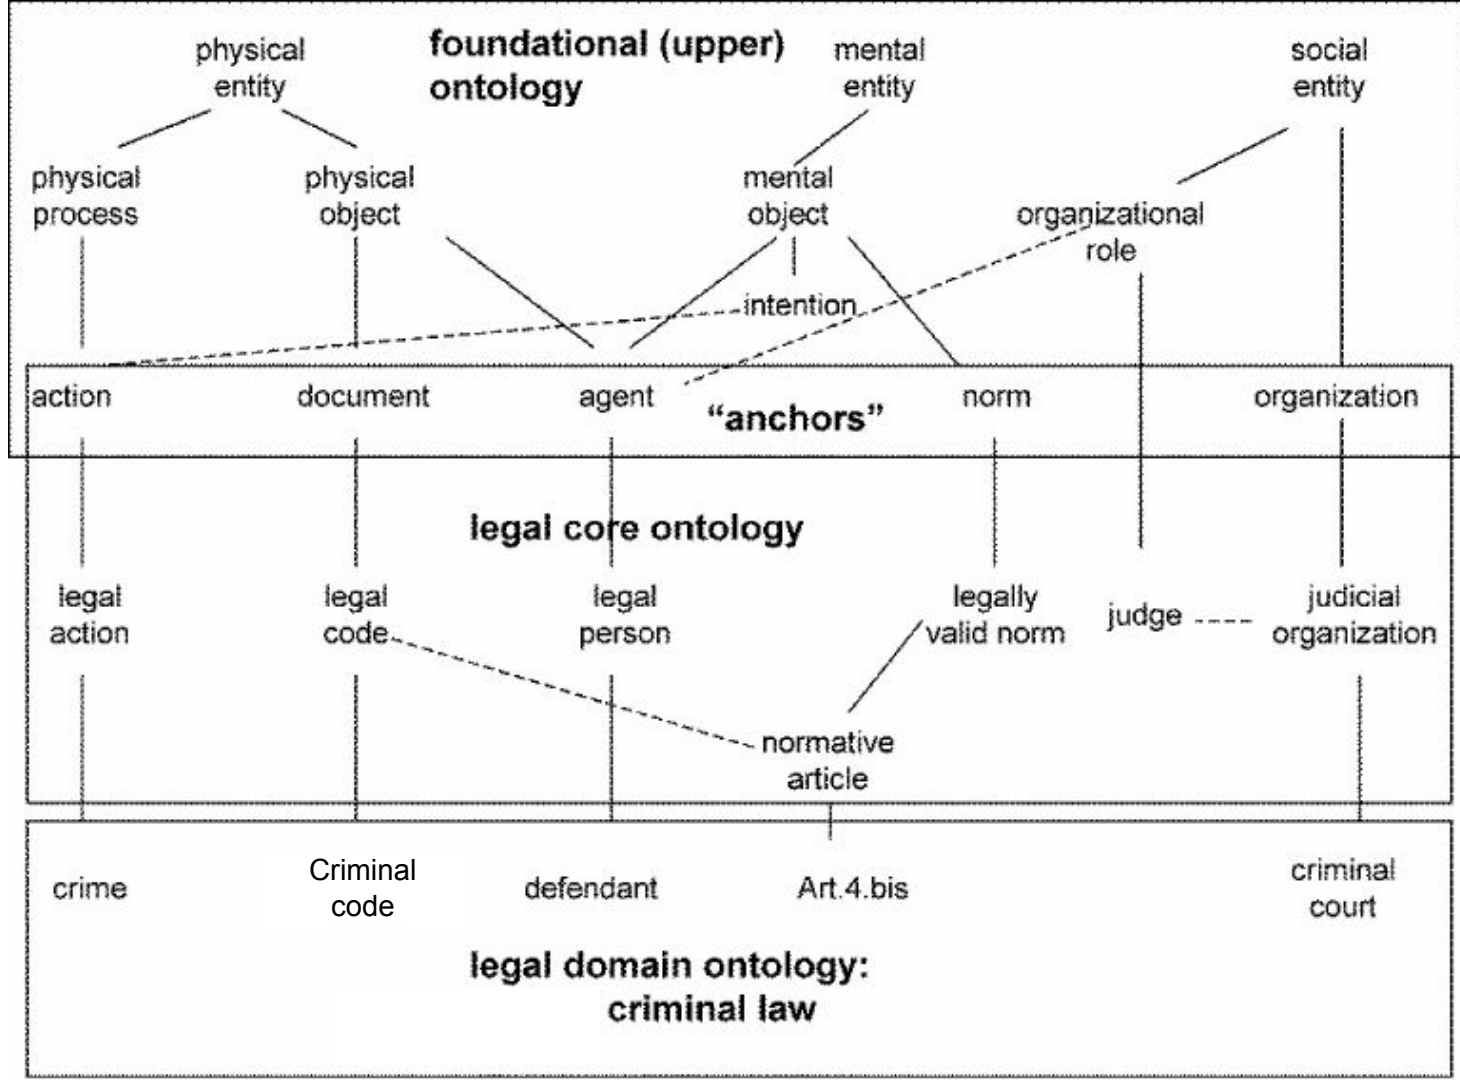 physical
entity
foundational (upper)
ontology
mental
entity
social
entity
physical
process
physical
object
mental
object
organizational
role
intention
action
document
agent
"anchors"
norm
organization
legal core ontology
legal
action
legal
code
legal
person
legally
valid norm
judge
judicial
organization
normative
article
crime
Criminal
code
defendant
Art.4.bis
criminal
court
legal domain ontology:
criminal law